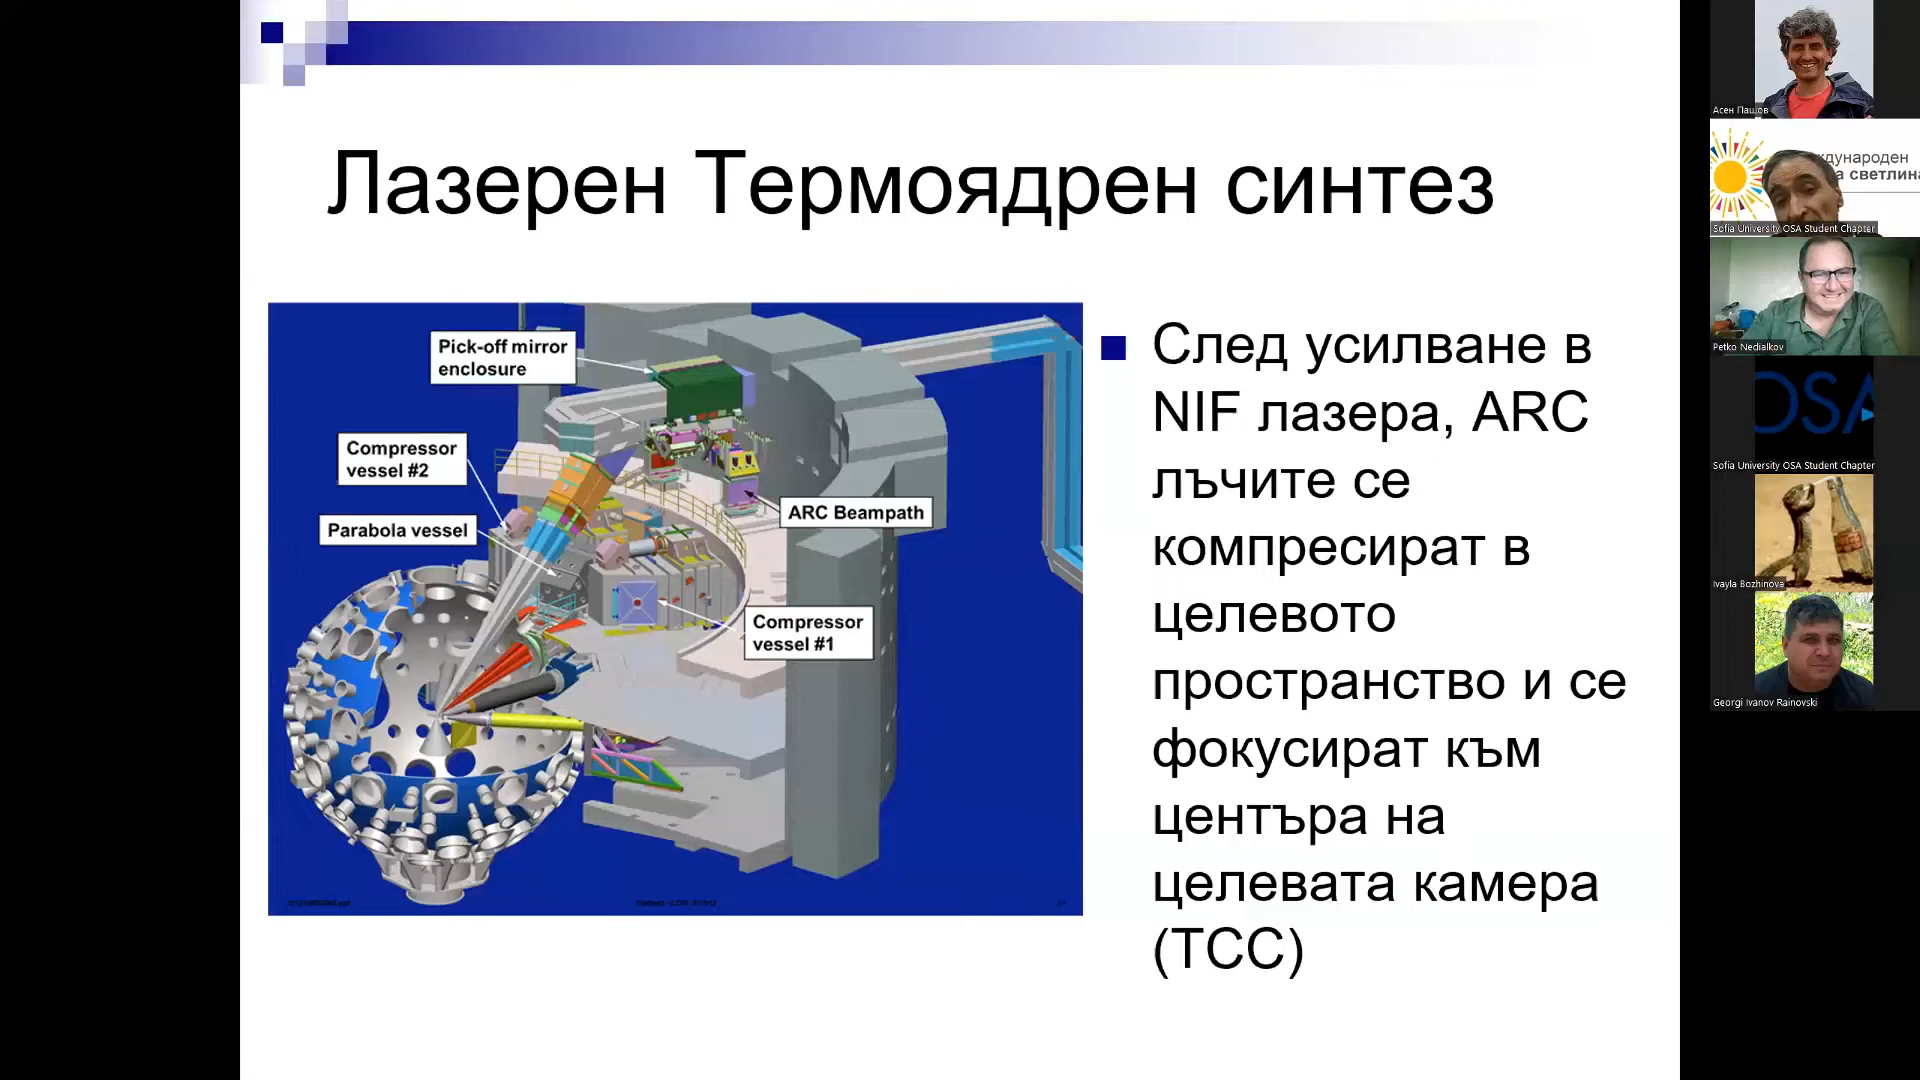 Лазерен Термоядрен синтез
Pick-off mirror
enclosure
Compressor
vessel #2
Parabola vessel
ARC Beampath
Compressor
vessel #1
След усилване в
NIF лазера, ARC
лъчите се
компресират в
целевото
пространство и се
фокусират към
центъра на
целевата камера
(TCC)
Асен Пашов
а светлина
Sofia University OSA Student Chapter
Petko Nedialkov
OSA
Sofia University OSA Student Chapter
Ivayla Bozhinova
Georgi Ivanov Rainovski